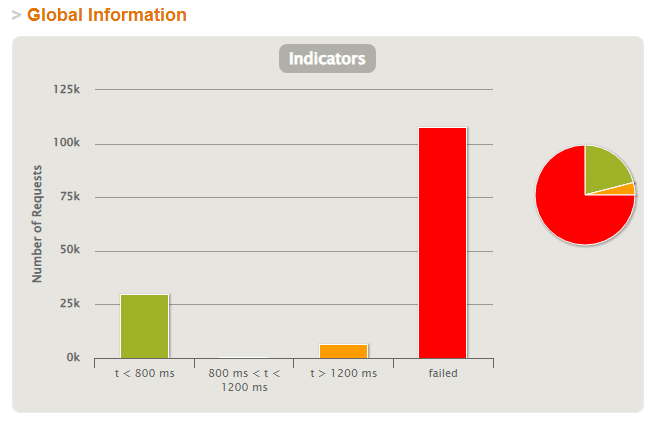 > Global Information
Indicators
125k
100k
75k
50k
25k
0k
Number of Requests
t < 800 ms
800 ms < t <
1200 ms
t > 1200 ms
failed